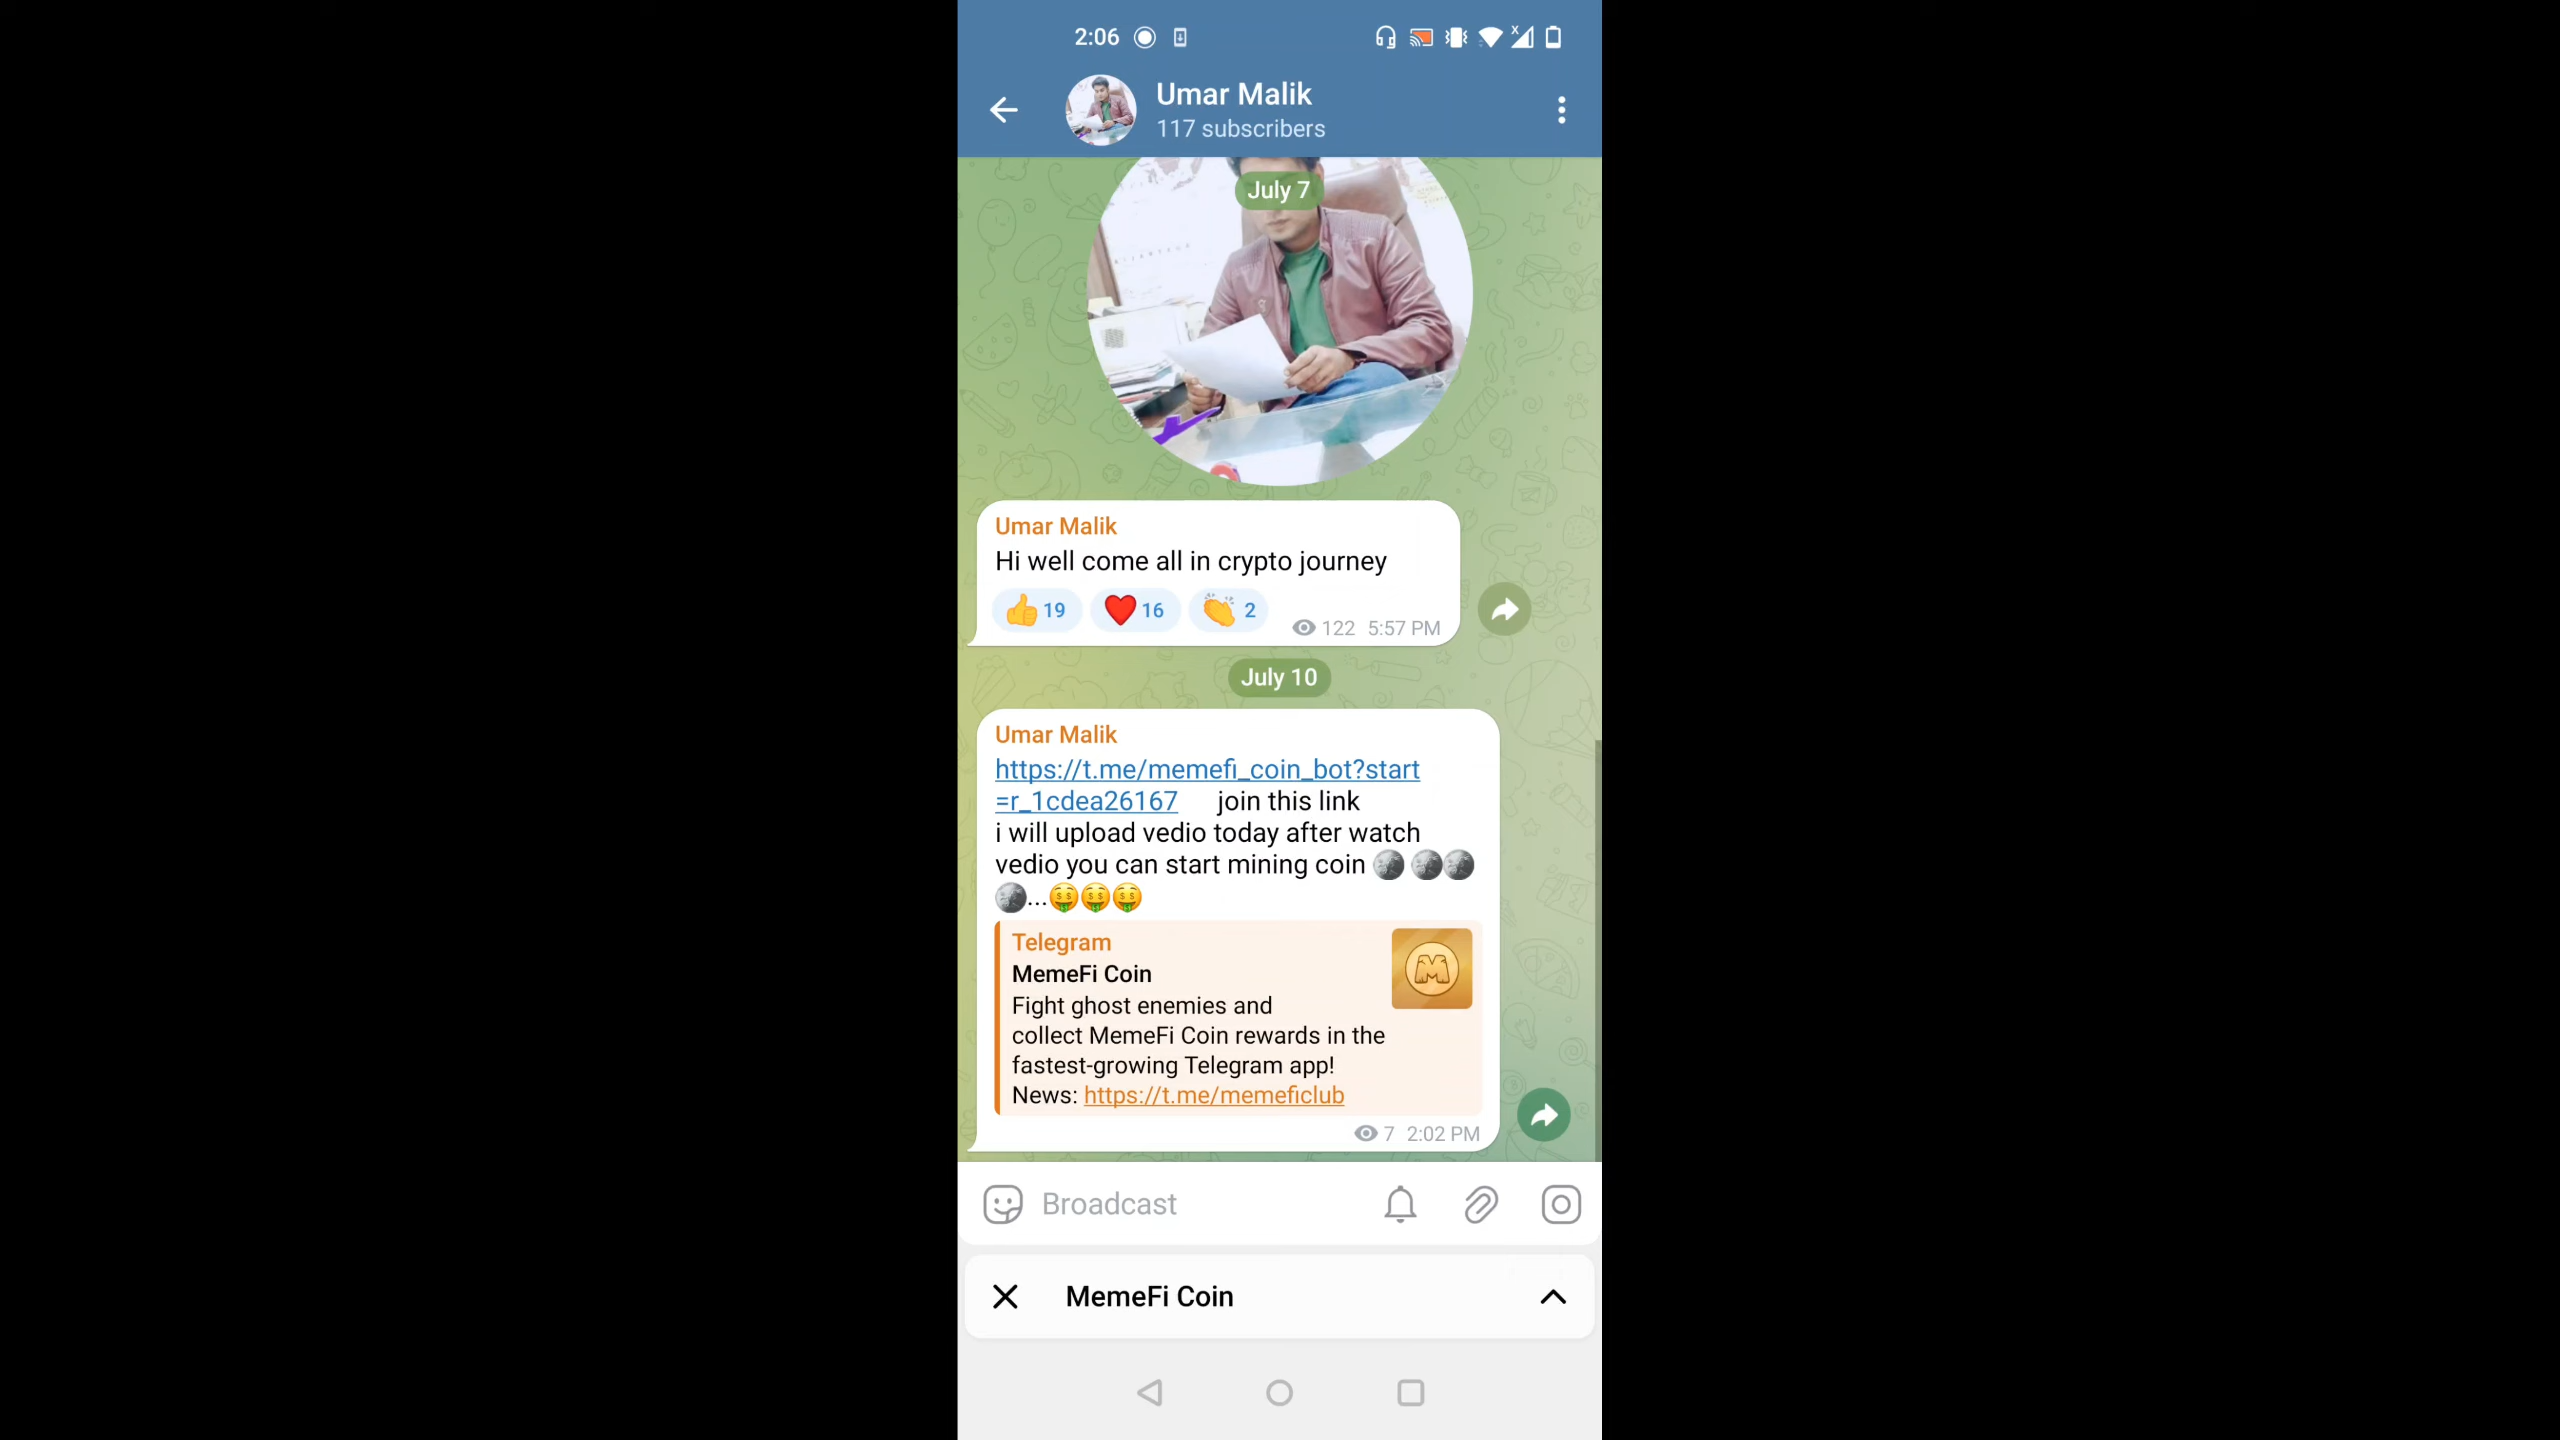 2:06
Umar Malik
117 subscribers
July 7
Umar Malik
Hi well come all in crypto journey
👍 19 ❤️ 16 👏 2
122 5:57 PM
July 10
Umar Malik
https://t.me/memefi_coin_bot?start
=r_1cdea26167 join this link
i will upload vedio today after watch
vedio you can start mining coin 🌑 🌑🌑
🌑...🤑🤑🤑
Telegram
MemeFi Coin
Fight ghost enemies and
collect MemeFi Coin rewards in the
fastest-growing Telegram app!
News: https://t.me/memeficlub
7 2:02 PM
Broadcast
MemeFi Coin